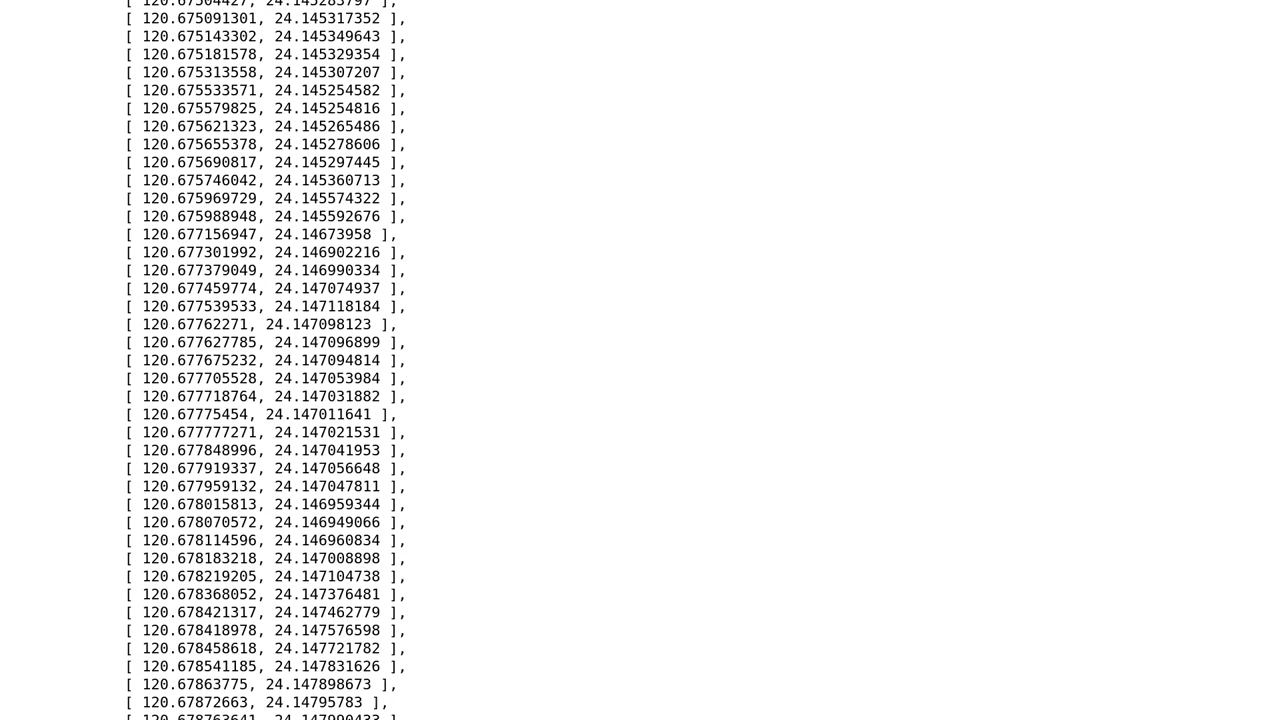 [ 120.67504427, 24.145283797 ],
[ 120.675091301, 24.145317352 ],
[ 120.675143302, 24.145349643 ],
[ 120.675181578, 24.145329354 ],
[ 120.675313558, 24.145307207 ],
[ 120.675533571, 24.145254582 ],
[ 120.675579825, 24.145254816 ],
[ 120.675621323, 24.145265486 ],
[ 120.675655378, 24.145278606 ],
[ 120.675690817, 24.145297445 ],
[ 120.675746042, 24.145360713 ],
[ 120.675969729, 24.145574322 ],
[ 120.675988948, 24.145592676 ],
[ 120.677156947, 24.14673958 ],
[ 120.677301992, 24.146902216 ],
[ 120.677379049, 24.146990334 ],
[ 120.677459774, 24.147074937 ],
[ 120.677539533, 24.147118184 ],
[ 120.67762271, 24.147098123 ],
[ 120.677627785, 24.147096899 ],
[ 120.677675232, 24.147094814 ],
[ 120.677705528, 24.147053984 ],
[ 120.677718764, 24.147031882 ],
[ 120.67775454, 24.147011641 ],
[ 120.677777271, 24.147021531 ],
[ 120.677848996, 24.147041953 ],
[ 120.677919337, 24.147056648 ],
[ 120.677959132, 24.147047811 ],
[ 120.678015813, 24.146959344 ],
[ 120.678070572, 24.146949066 ],
[ 120.678114596, 24.146960834 ],
[ 120.678183218, 24.147008898 ],
[ 120.678219205, 24.147104738 ],
[ 120.678368052, 24.147376481 ],
[ 120.678421317, 24.147462779 ],
[ 120.678418978, 24.147576598 ],
[ 120.678458618, 24.147721782 ],
[ 120.678541185, 24.147831626 ],
[ 120.67863775, 24.147898673 ],
[ 120.67872663, 24.14795783 ],